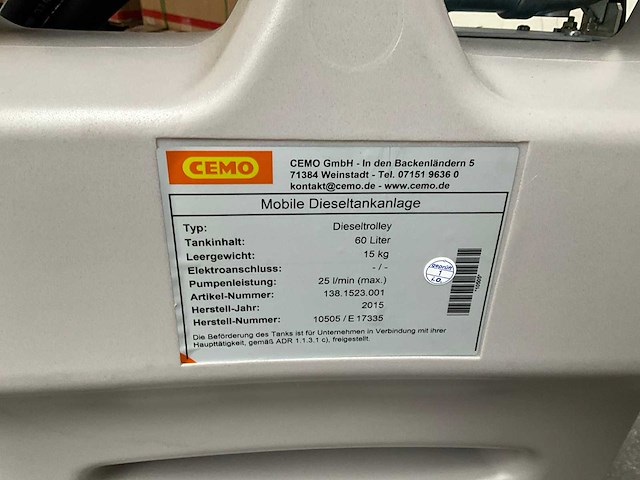 CEMO
CEMO GmbH - In den Backenländern 5
71384 Weinstadt - Tel. 07151 9636 0
kontakt@cemo.de - www.cemo.de
Mobile Dieseltankanlage
Typ: Dieseltrolley
Tankinhalt: 60 Liter
Leergewicht: 15 kg
Elektroanschluss: - / -
Pumpenleistung: 25 l/min (max.)
Artikel-Nummer: 138.1523.001
Herstell-Jahr: 2015
Herstell-Nummer: 10505 / E 17335
Die Beförderung des Tanks ist für Unternehmen in Verbindung mit ihrer
Haupttätigkeit, gemäß ADR 1.1.3.1 c), freigestellt.
geprüft
1
i.O.
*10505*